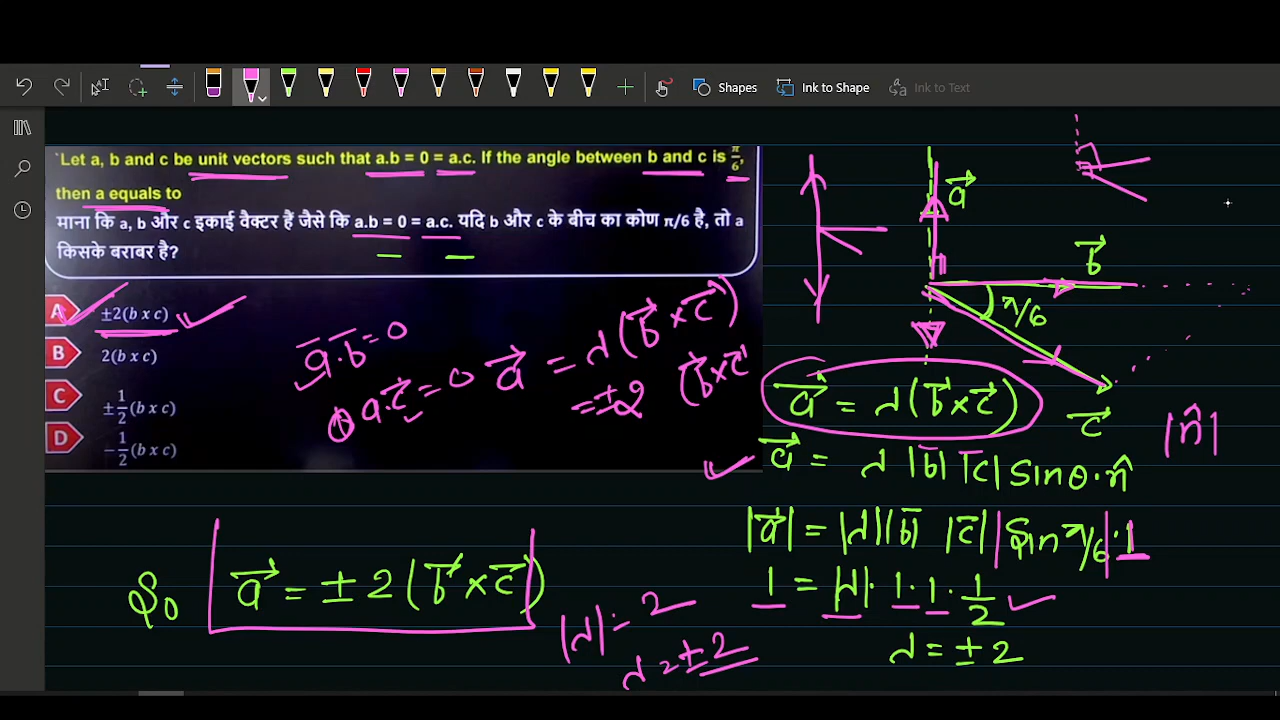 Shapes
Ink to Shape
Ink to Text
Let a, b and c be unit vectors such that a.b = 0 = a.c. If the angle between b and c is π/6,
then a equals to
माना कि a, b और c इकाई वैक्टर हैं जैसे कि a.b = 0 = a.c. यदि b और c के बीच का कोण π/6 है, तो a
किसके बराबर है?
A ±2(b x c)
B 2(b x c)
C ±1/2(b x c)
D -1/2(b x c)
a̅.b̅ = 0
a.c̅ = 0
a⃗ = λ(b⃗ × c⃗)
= ±2 (b⃗ × c⃗
a⃗
b⃗
π/6
c⃗
a⃗ = λ(b⃗ × c⃗)
|n̂|
a⃗ = λ |b̅| |c̅| sinθ · n̂
|a⃗| = |λ| |b̅| |c̅| |sin π/6| · 1
1 = |λ| · 1 · 1 · 1/2
λ = ±2
So a⃗ = ±2 (b⃗ × c⃗)
|λ| = 2
λ = ±2